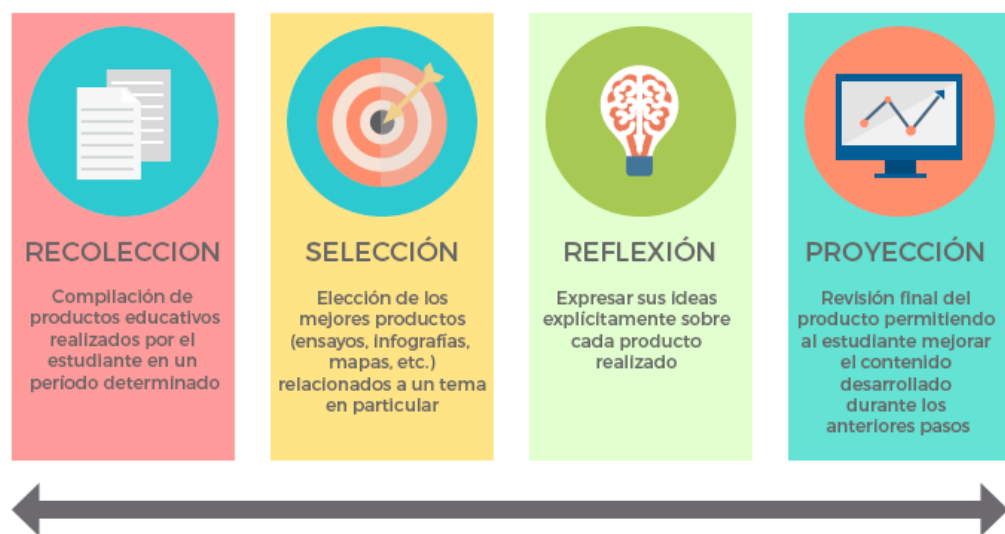 RECOLECCION
Compilación de
productos educativos
realizados por el
estudiante en un
período determinado
SELECCIÓN
Elección de los
mejores productos
(ensayos, infografías,
mapas, etc.)
relacionados a un tema
en particular
REFLEXIÓN
Expresar sus ideas
explícitamente sobre
cada producto
realizado
PROYECCIÓN
Revisión final del
producto permitiendo
al estudiante mejorar
el contenido
desarrollado
durante los
anteriores pasos